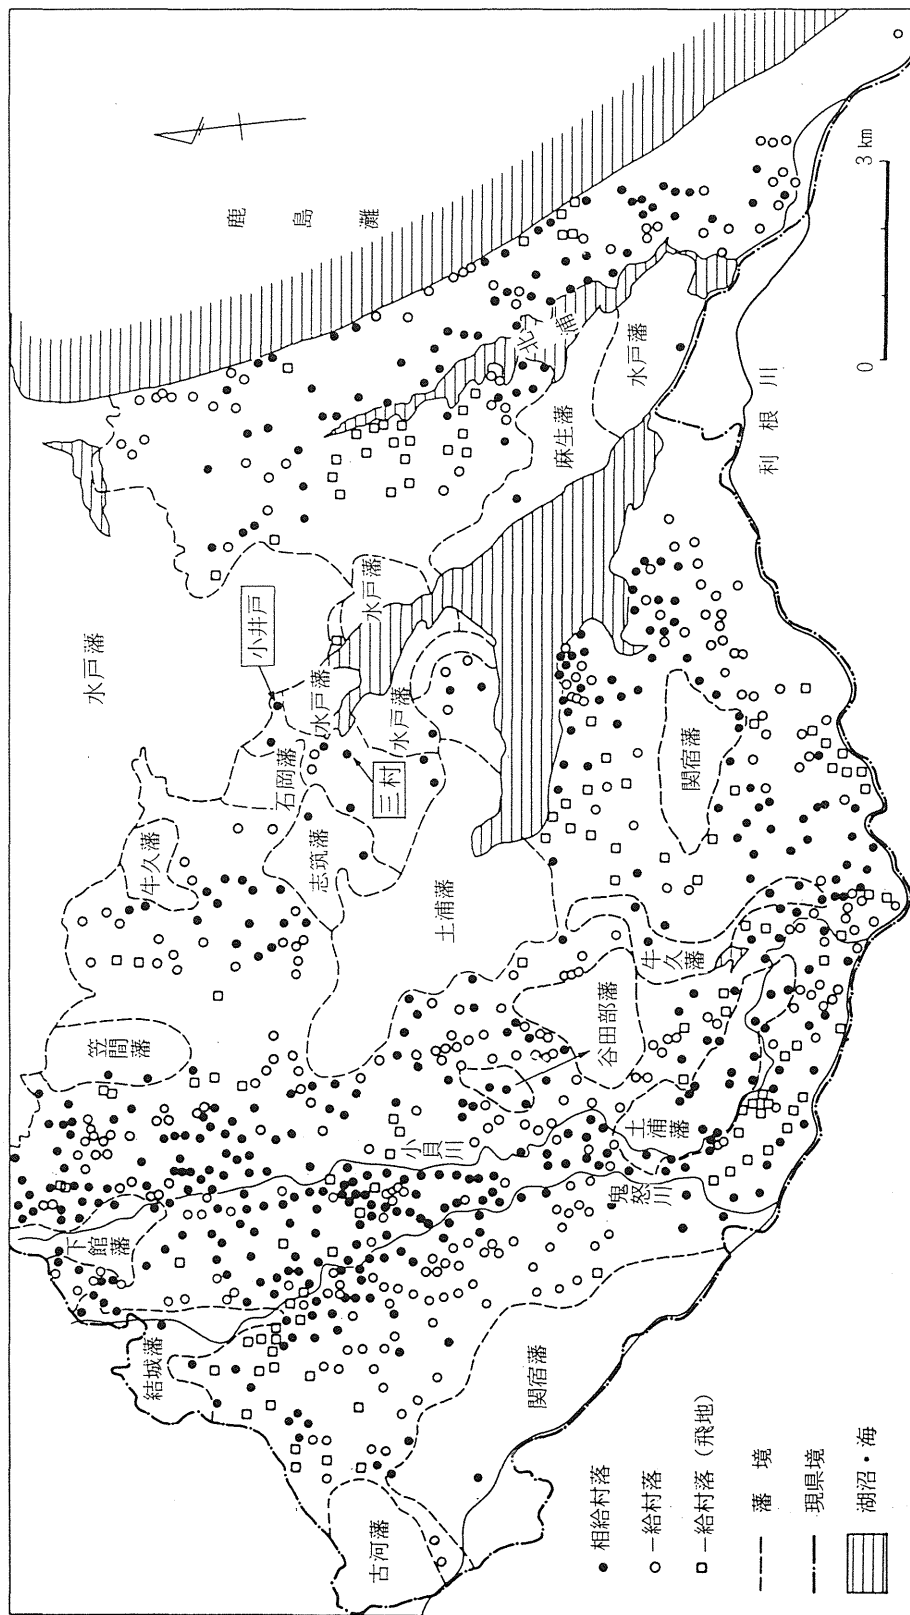 鹿島灘
水戸藩
小井戸
水戸藩
水戸藩
水戸藩
石岡藩
三村
志筑藩
牛久藩
笠間藩
土浦藩
北浦
麻生藩
水戸藩
利根川
関宿藩
牛久藩
谷田部藩
土浦藩
小貝川
鬼怒川
下館藩
結城藩
関宿藩
古河藩
0 3km
● 相給村落
○ 一給村落
□ 一給村落(飛地)
藩境
現県境
湖沼・海